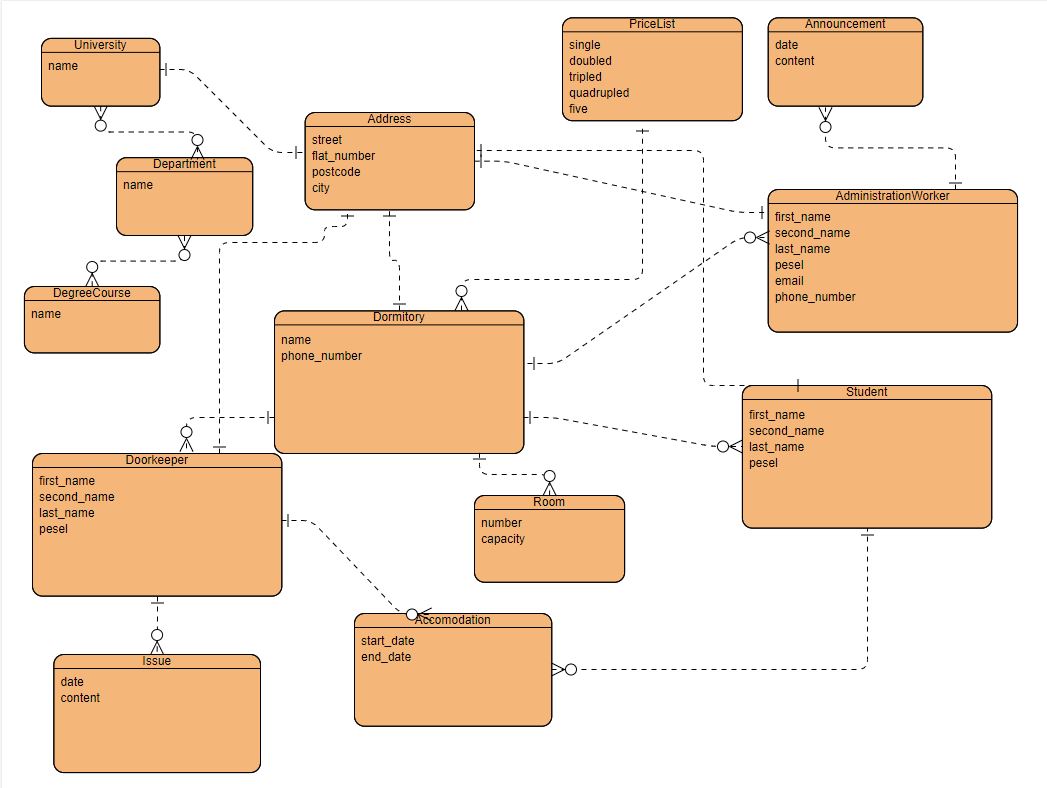 University
name
PriceList
single
doubled
tripled
quadrupled
five
Announcement
date
content
Address
street
flat_number
postcode
city
Department
name
AdministrationWorker
first_name
second_name
last_name
pesel
email
phone_number
DegreeCourse
name
Dormitory
name
phone_number
Student
first_name
second_name
last_name
pesel
Doorkeeper
first_name
second_name
last_name
pesel
Room
number
capacity
Accomodation
start_date
end_date
Issue
date
content